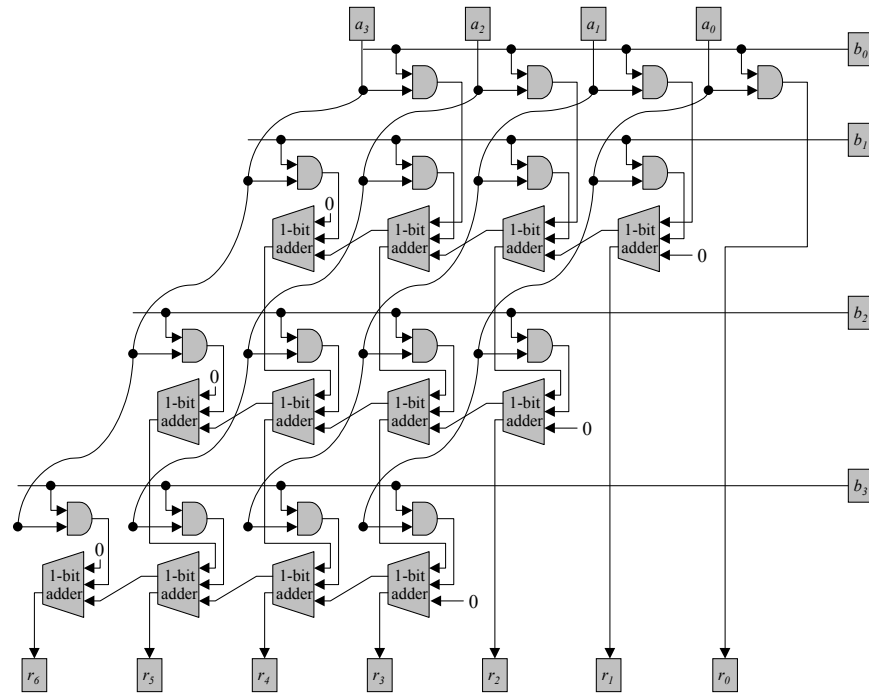 a3 a2 a1 a0
b0
b1
0
1-bit adder 1-bit adder 1-bit adder 1-bit adder
0
b2
0
1-bit adder 1-bit adder 1-bit adder 1-bit adder
0
b3
0
1-bit adder 1-bit adder 1-bit adder 1-bit adder
0
r6 r5 r4 r3 r2 r1 r0